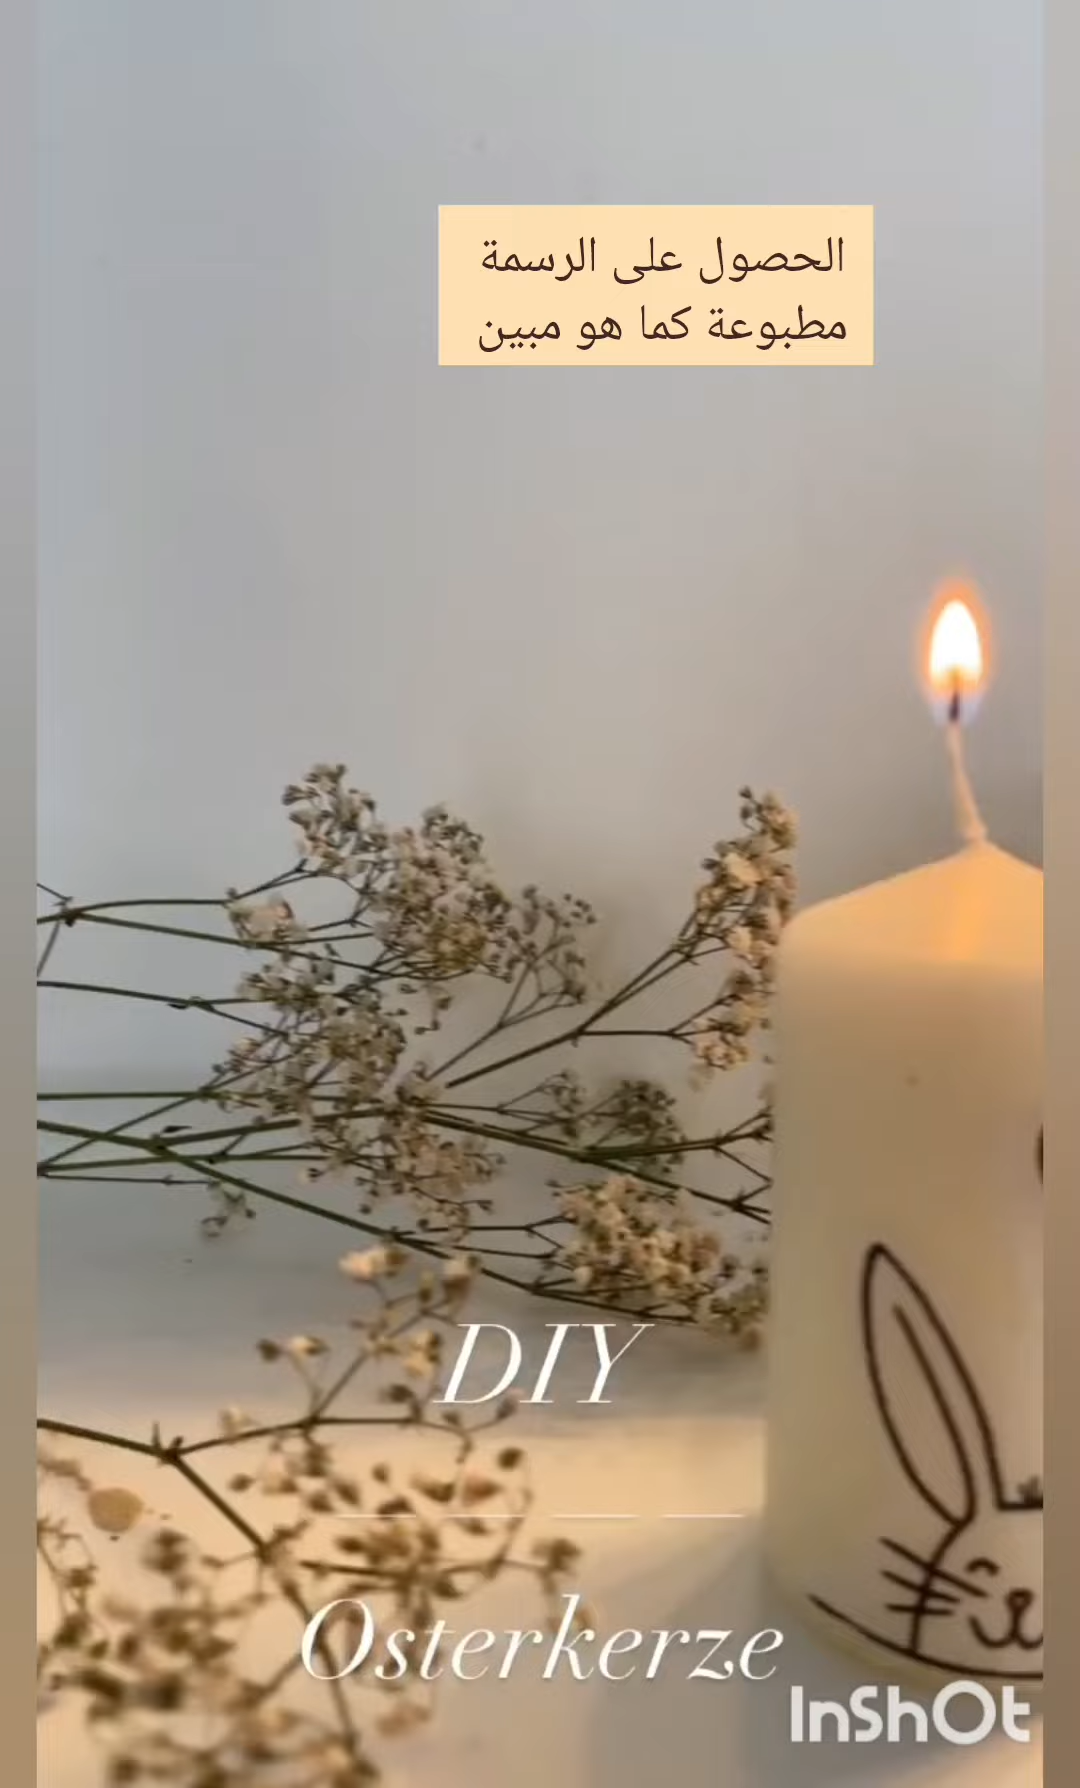 الحصول على الرسمة
مطبوعة كما هو مبين
DIY
Osterkerze
InShOt